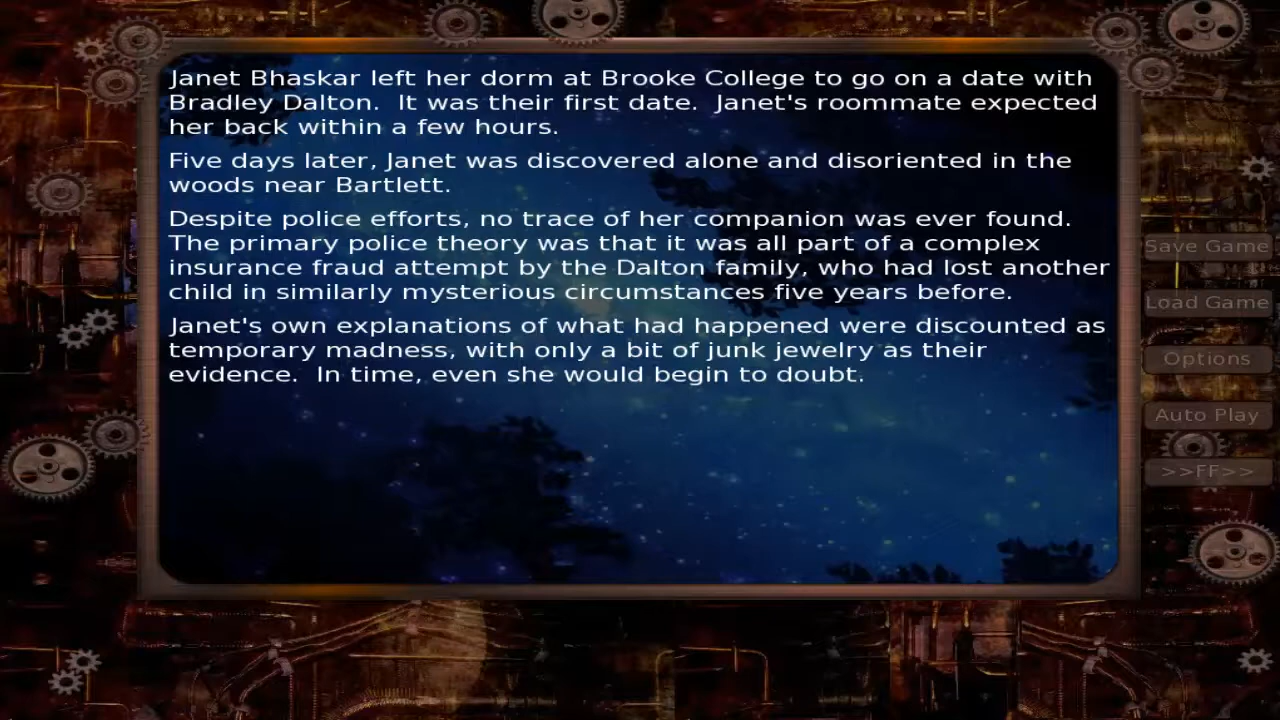 Janet Bhaskar left her dorm at Brooke College to go on a date with
Bradley Dalton.  It was their first date.  Janet's roommate expected
her back within a few hours.
Five days later, Janet was discovered alone and disoriented in the
woods near Bartlett.
Despite police efforts, no trace of her companion was ever found.
The primary police theory was that it was all part of a complex
insurance fraud attempt by the Dalton family, who had lost another
child in similarly mysterious circumstances five years before.
Janet's own explanations of what had happened were discounted as
temporary madness, with only a bit of junk jewelry as their
evidence.  In time, even she would begin to doubt.
Save Game
Load Game
Options
Auto Play
>>FF>>